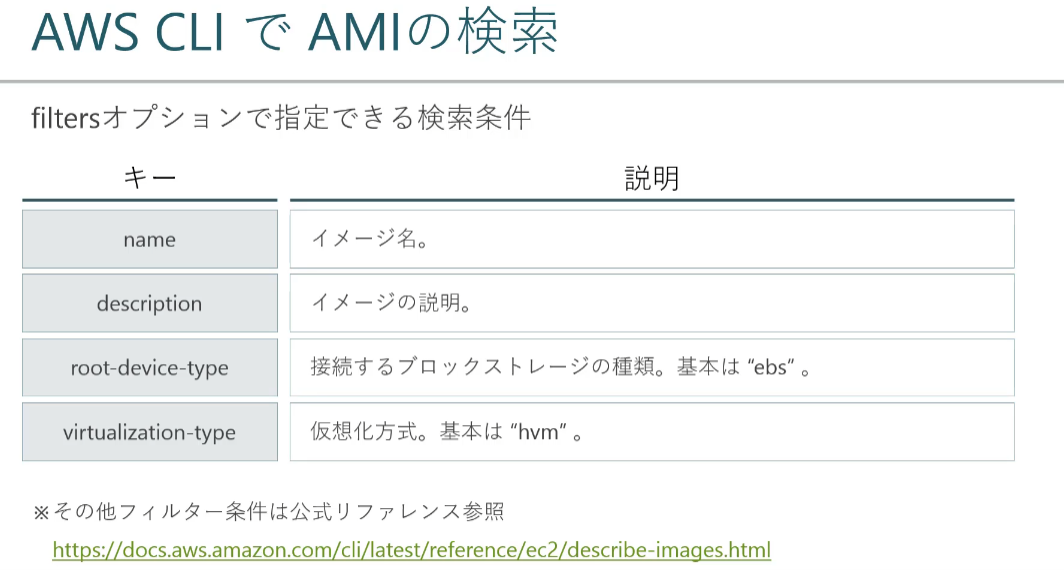 AWS CLI で AMIの検索
filtersオプションで指定できる検索条件
キー 説明
name イメージ名。
description イメージの説明。
root-device-type 接続するブロックストレージの種類。基本は “ebs” 。
virtualization-type 仮想化方式。基本は “hvm” 。
※その他フィルター条件は公式リファレンス参照
https://docs.aws.amazon.com/cli/latest/reference/ec2/describe-images.html